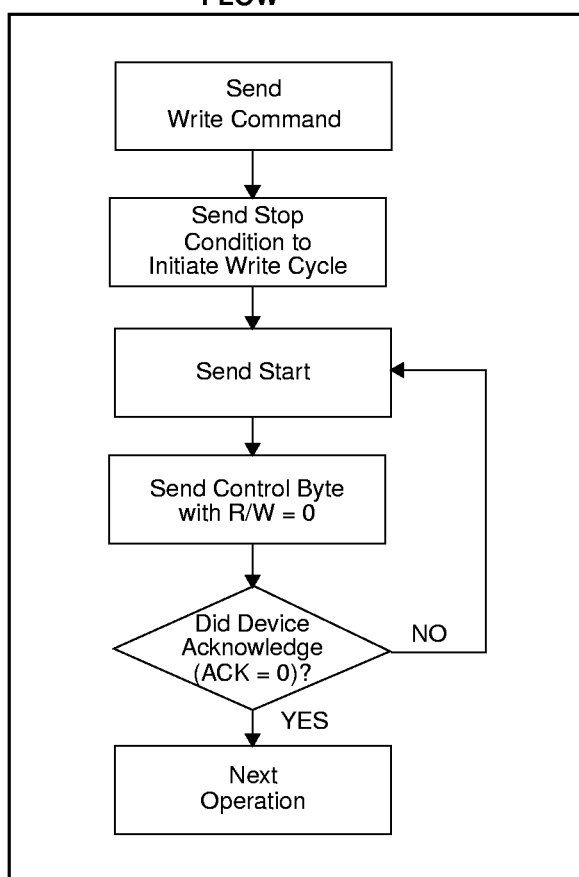 FLOW
Send
Write Command
Send Stop
Condition to
Initiate Write Cycle
Send Start
Send Control Byte
with R/W = 0
Did Device
Acknowledge
(ACK = 0)?
NO
YES
Next
Operation